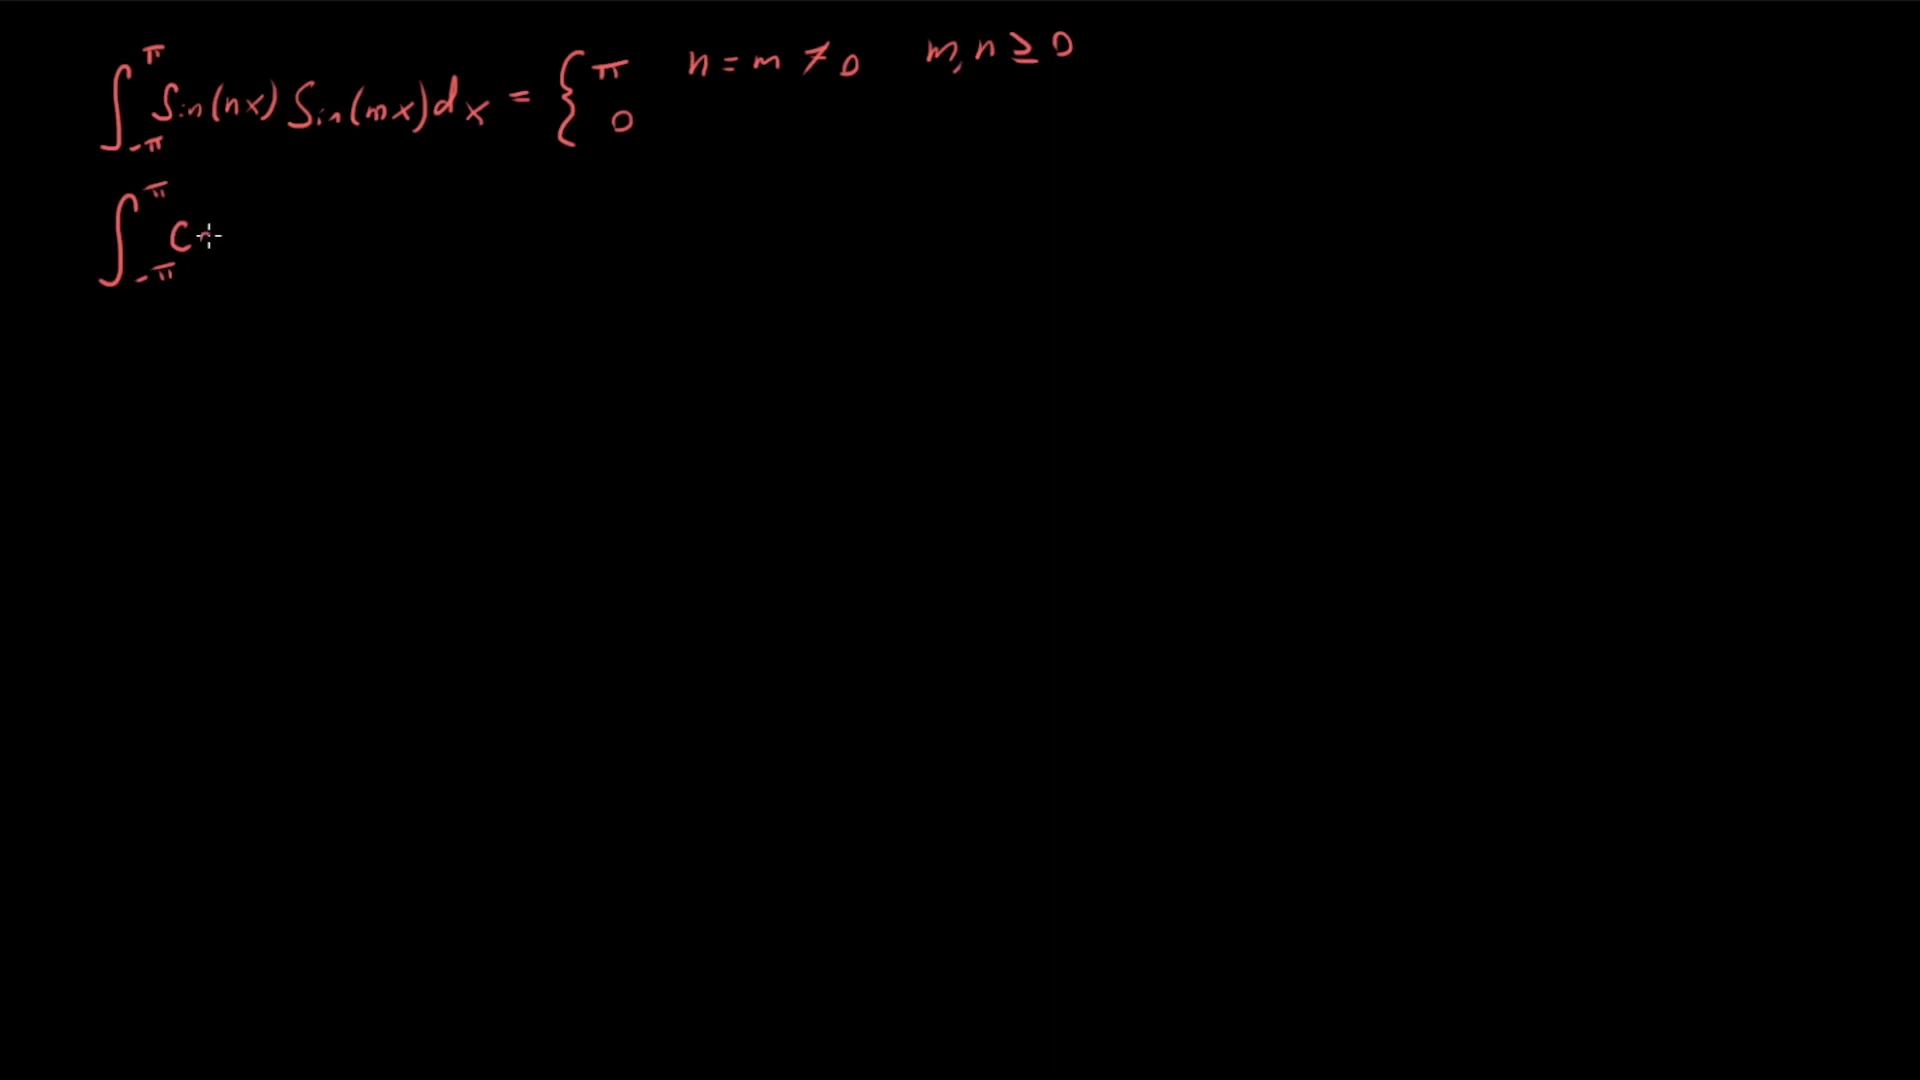 ∫_{-π}^{π} Sin(nx) Sin(mx)dx = { π n = m ≠ 0 m, n ≥ 0
0
∫_{-π}^{π} C